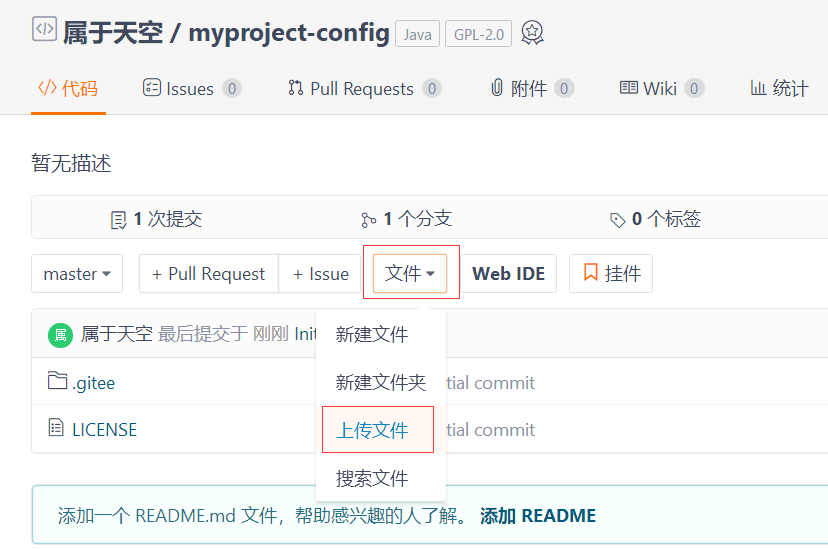 属于天空 / myproject-config Java GPL-2.0
代码 Issues 0 Pull Requests 0 附件 0 Wiki 0 统计
暂无描述
1 次提交 1 个分支 0 个标签
master + Pull Request + Issue 文件 Web IDE 挂件
属 属于天空 最后提交于 刚刚 Init
新建文件
.gitee 新建文件夹 tial commit
LICENSE 上传文件 tial commit
搜索文件
添加一个 README.md 文件，帮助感兴趣的人了解。 添加 README